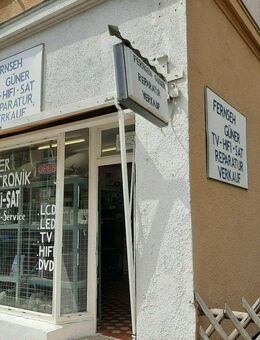 FERNSEH
GÜNER
TV-HIFI-SAT
REPARATUR
VERKAUF
FERNSEH
REPARATUR
VERKAUF
FERNSEH
GÜNER
TV-HIFI-SAT
REPARATUR
VERKAUF
ER
TRONIK
i-SAT
-Service
LCD
LED
TV
HIFI
DVD